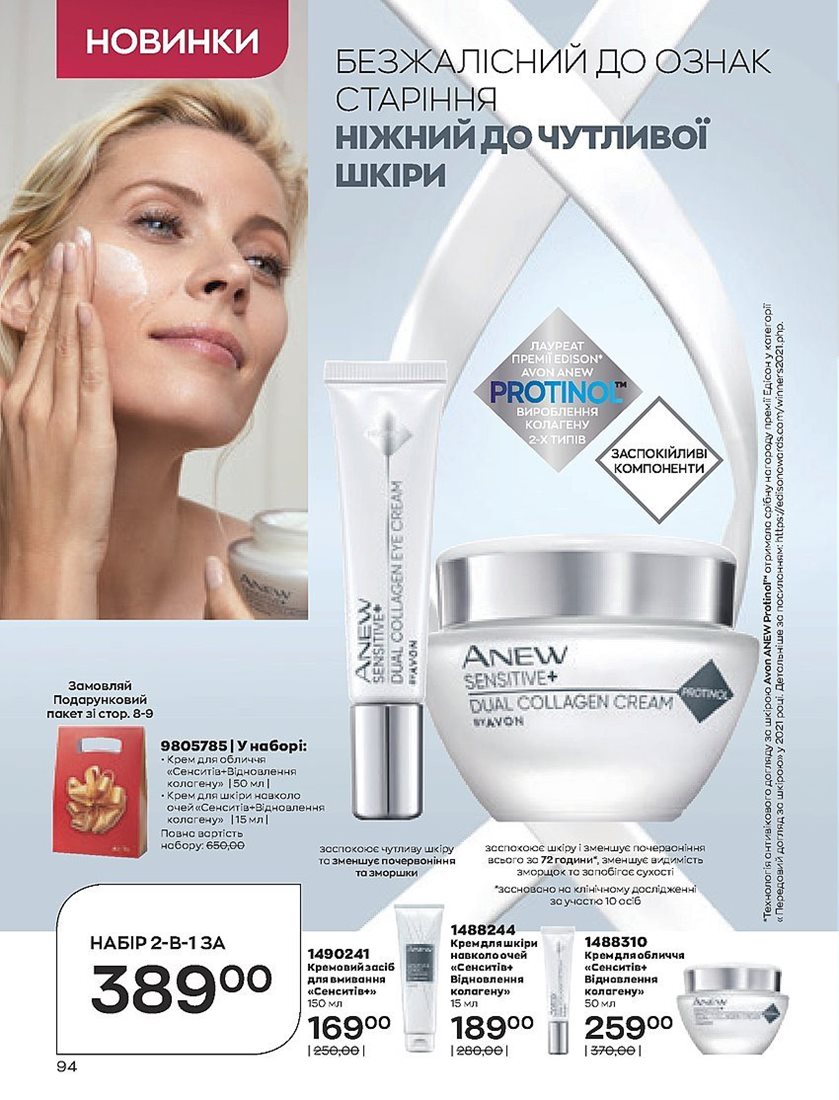 НОВИНКИ
БЕЗЖАЛІСНИЙ ДО ОЗНАК
СТАРІННЯ
НІЖНИЙ ДО ЧУТЛИВОЇ
ШКІРИ
ЛАУРЕАТ
ПРЕМІЇ EDISON*
AVON ANEW
PROTINOL™
ВИРОБЛЕННЯ
КОЛАГЕНУ
2-Х ТИПІВ
ЗАСПОКІЙЛИВІ
КОМПОНЕНТИ
PROTINOL
ANEW
SENSITIVE+
DUAL COLLAGEN EYE CREAM
BY AVON
ANEW
SENSITIVE+
DUAL COLLAGEN CREAM
BY AVON
PROTINOL
ANEW
*Технологія антивікового догляду за шкірою Avon ANEW Protinol™ отримала срібну нагороду премії Едісон у категорії
«Передовий догляд за шкірою» у 2021 році. Детальніше за посиланням: https://edisonawards.com/winners2021.php.
Замовляй
Подарунковий
пакет зі стор. 8-9
9805785 | У наборі:
• Крем для обличчя
«Сенситів+Відновлення
колагену» | 50 мл |
• Крем для шкіри навколо
очей «Сенситів+Відновлення
колагену» | 15 мл |
Повна вартість
набору: 650,00
заспокоює чутливу шкіру
та зменшує почервоніння
та зморшки
заспокоює шкіру і зменшує почервоніння
всього за 72 години*, зменшує видимість
зморщок та запобігає сухості
*засновано на клінічному дослідженні
за участю 10 осіб
НАБІР 2-В-1 ЗА
38900
1490241
Кремовий засіб
для вмивання
«Сенситів+»
150 мл
16900
| 250,00 |
ANEW
1488244
Крем для шкіри
навколо очей
«Сенситів+
Відновлення
колагену»
15 мл
18900
| 280,00 |
1488310
Крем для обличчя
«Сенситів+
Відновлення
колагену»
50 мл
25900
| 370,00 |
ANEW
94